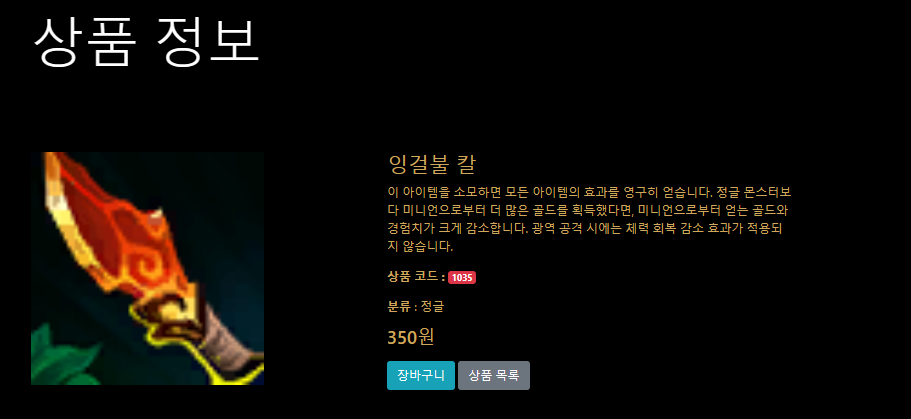 상품 정보
잉걸불 칼
이 아이템을 소모하면 모든 아이템의 효과를 영구히 얻습니다. 정글 몬스터보
다 미니언으로부터 더 많은 골드를 획득했다면, 미니언으로부터 얻는 골드와
경험치가 크게 감소합니다. 광역 공격 시에는 체력 회복 감소 효과가 적용되
지 않습니다.
상품 코드 : 1035
분류 : 정글
350원
장바구니 상품 목록